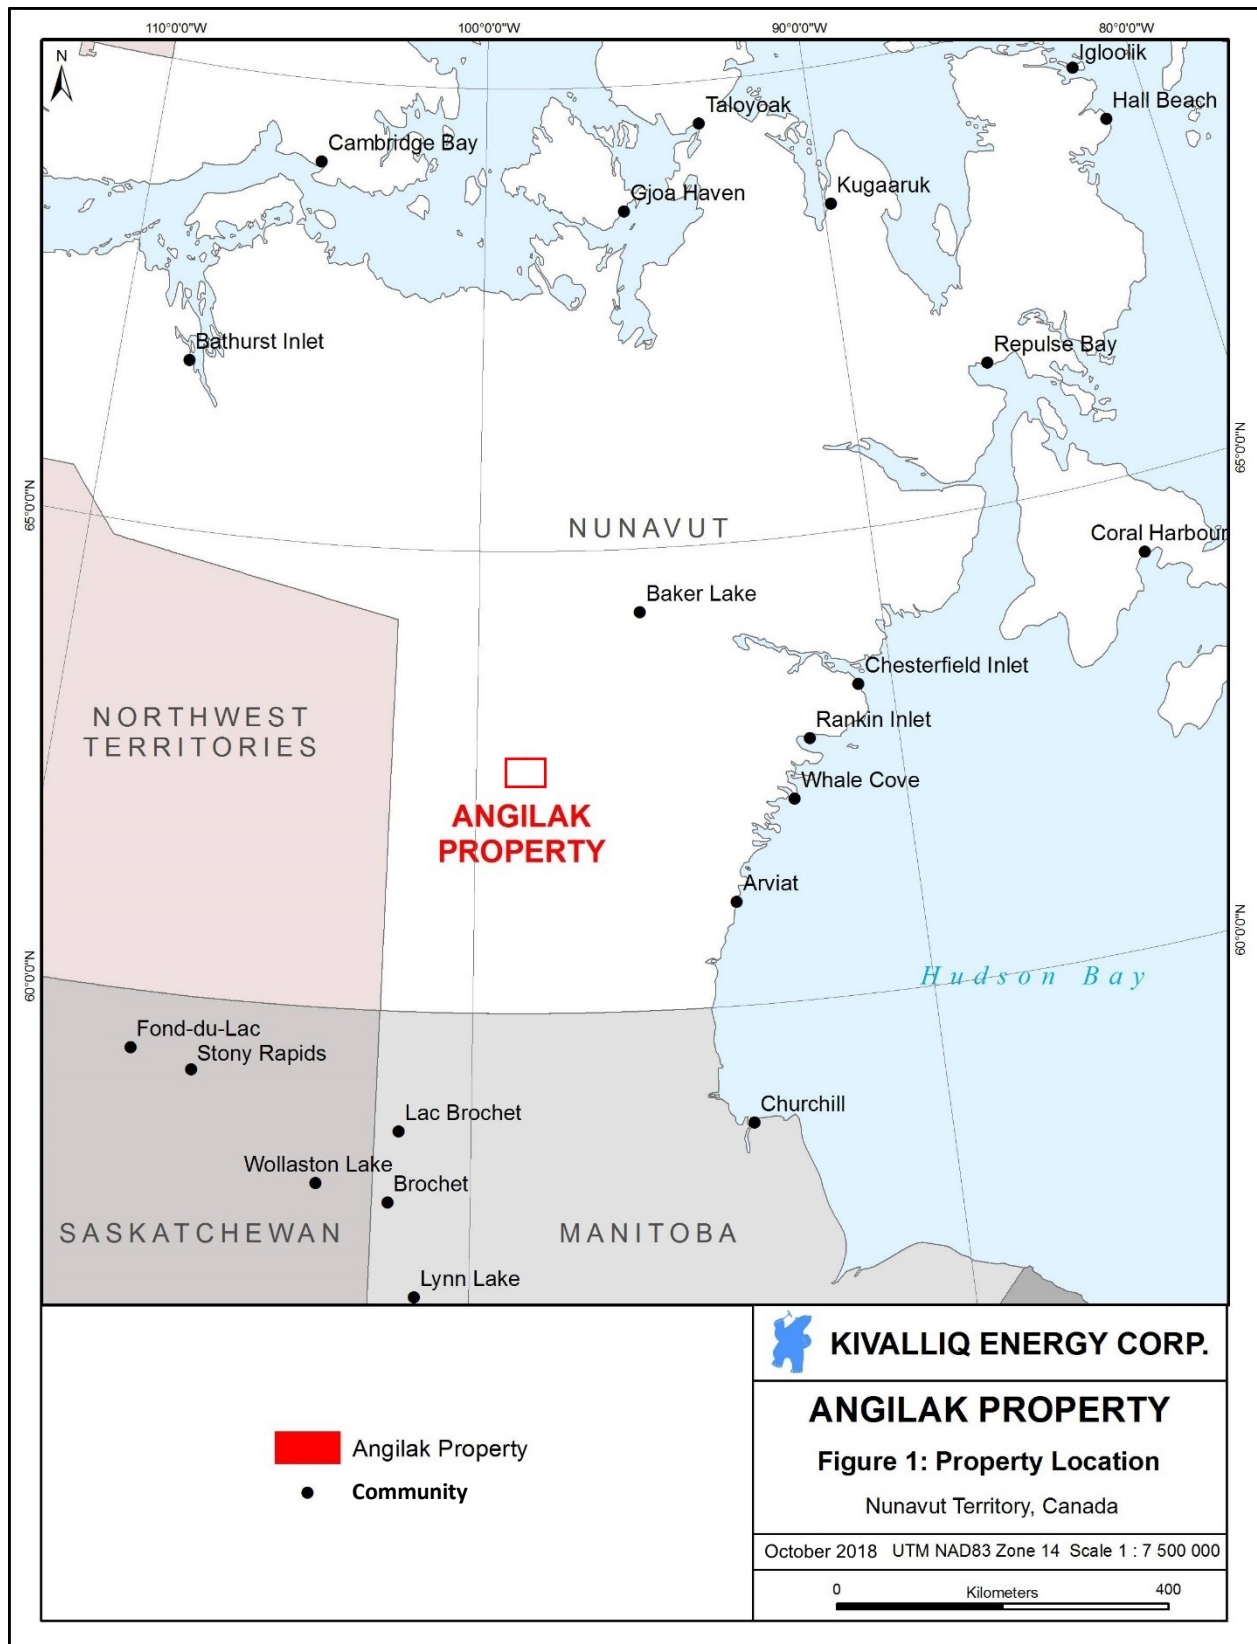 110°0'0"W
100°0'0"W
90°0'0"W
80°0'0"W
N
Igloolik
Hall Beach
Taloyoak
Cambridge Bay
Gjoa Haven
Kugaaruk
Bathurst Inlet
Repulse Bay
65°0'0"N
65°0'0"N
NUNAVUT
Coral Harbour
Baker Lake
Chesterfield Inlet
NORTHWEST
TERRITORIES
Rankin Inlet
Whale Cove
ANGILAK
PROPERTY
Arviat
60°0'0"N
60°0'0"N
Hudson Bay
Fond-du-Lac
Stony Rapids
Lac Brochet
Churchill
Wollaston Lake
Brochet
SASKATCHEWAN
MANITOBA
Lynn Lake
KIVALLIQ ENERGY CORP.
ANGILAK PROPERTY
Figure 1: Property Location
Nunavut Territory, Canada
October 2018 UTM NAD83 Zone 14 Scale 1 : 7 500 000
0 Kilometers 400
Angilak Property
Community